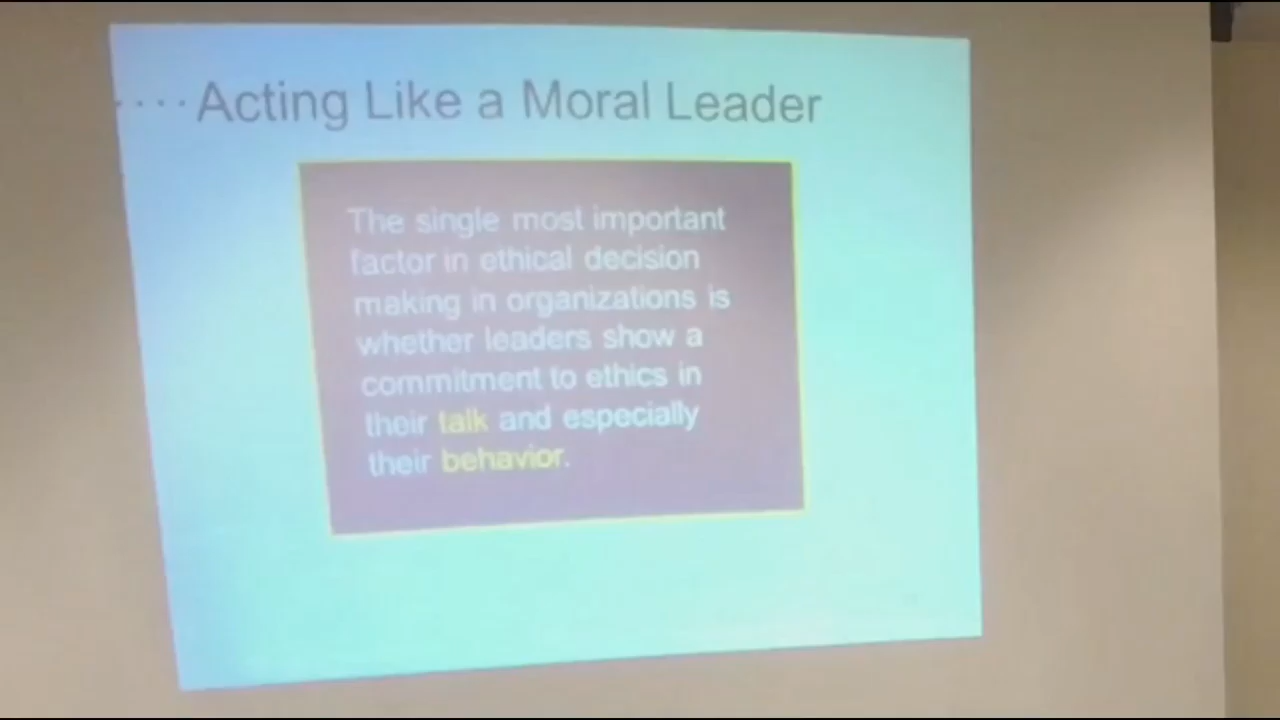 ....Acting Like a Moral Leader
The single most important
factor in ethical decision
making in organizations is
whether leaders show a
commitment to ethics in
their talk and especially
their behavior.